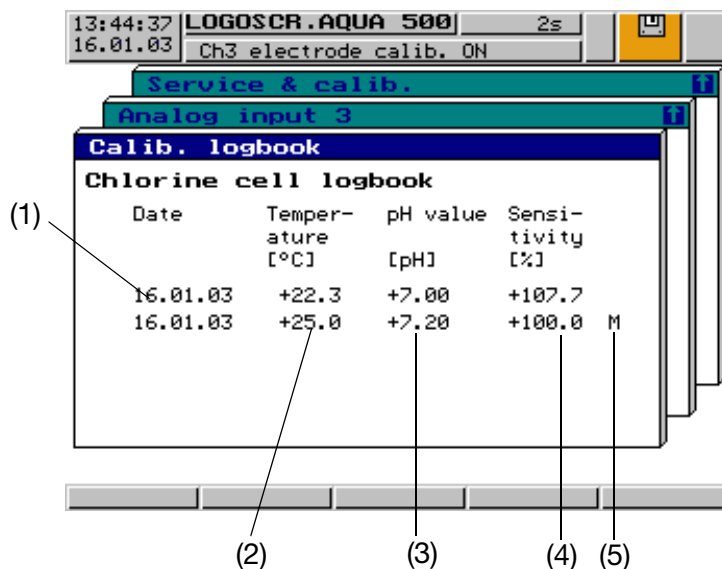 13:44:37 LOGOSCR.AQUA 500 2s
16.01.03 Ch3 electrode calib. ON
Service & calib.
Analog input 3
Calib. logbook
Chlorine cell logbook
Date Temper- pH value Sensi-
ature tivity
[°C] [pH] [%]
(1)
16.01.03 +22.3 +7.00 +107.7
16.01.03 +25.0 +7.20 +100.0 M
(2) (3) (4) (5)